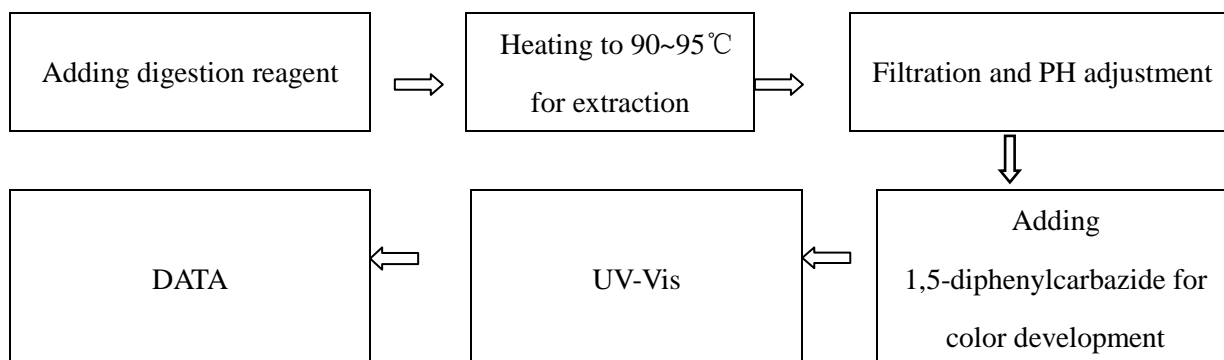 Adding digestion reagent
Heating to 90~95℃
for extraction
Filtration and PH adjustment
Adding
1,5-diphenylcarbazide for
color development
UV-Vis
DATA